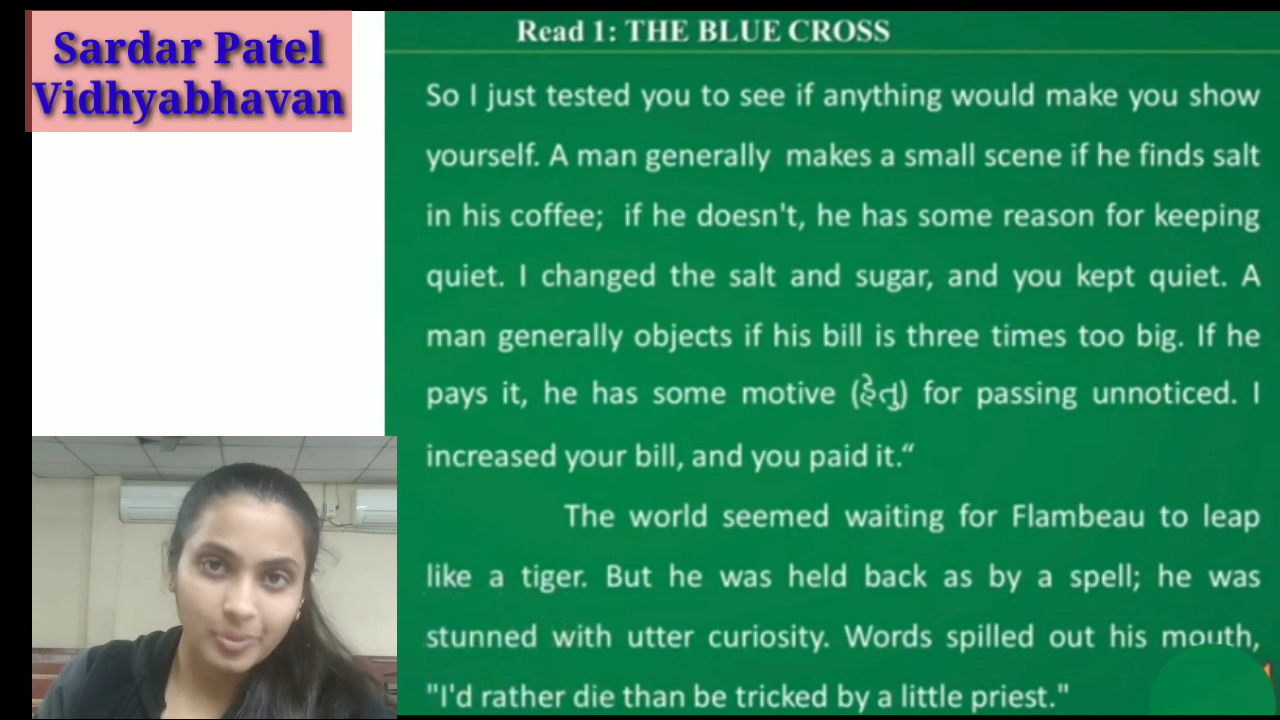 Sardar Patel
Vidhyabhavan
Read 1: THE BLUE CROSS
So I just tested you to see if anything would make you show
yourself. A man generally makes a small scene if he finds salt
in his coffee; if he doesn't, he has some reason for keeping
quiet. I changed the salt and sugar, and you kept quiet. A
man generally objects if his bill is three times too big. If he
pays it, he has some motive (હેતુ) for passing unnoticed. I
increased your bill, and you paid it.“
The world seemed waiting for Flambeau to leap
like a tiger. But he was held back as by a spell; he was
stunned with utter curiosity. Words spilled out his mouth,
"I'd rather die than be tricked by a little priest."